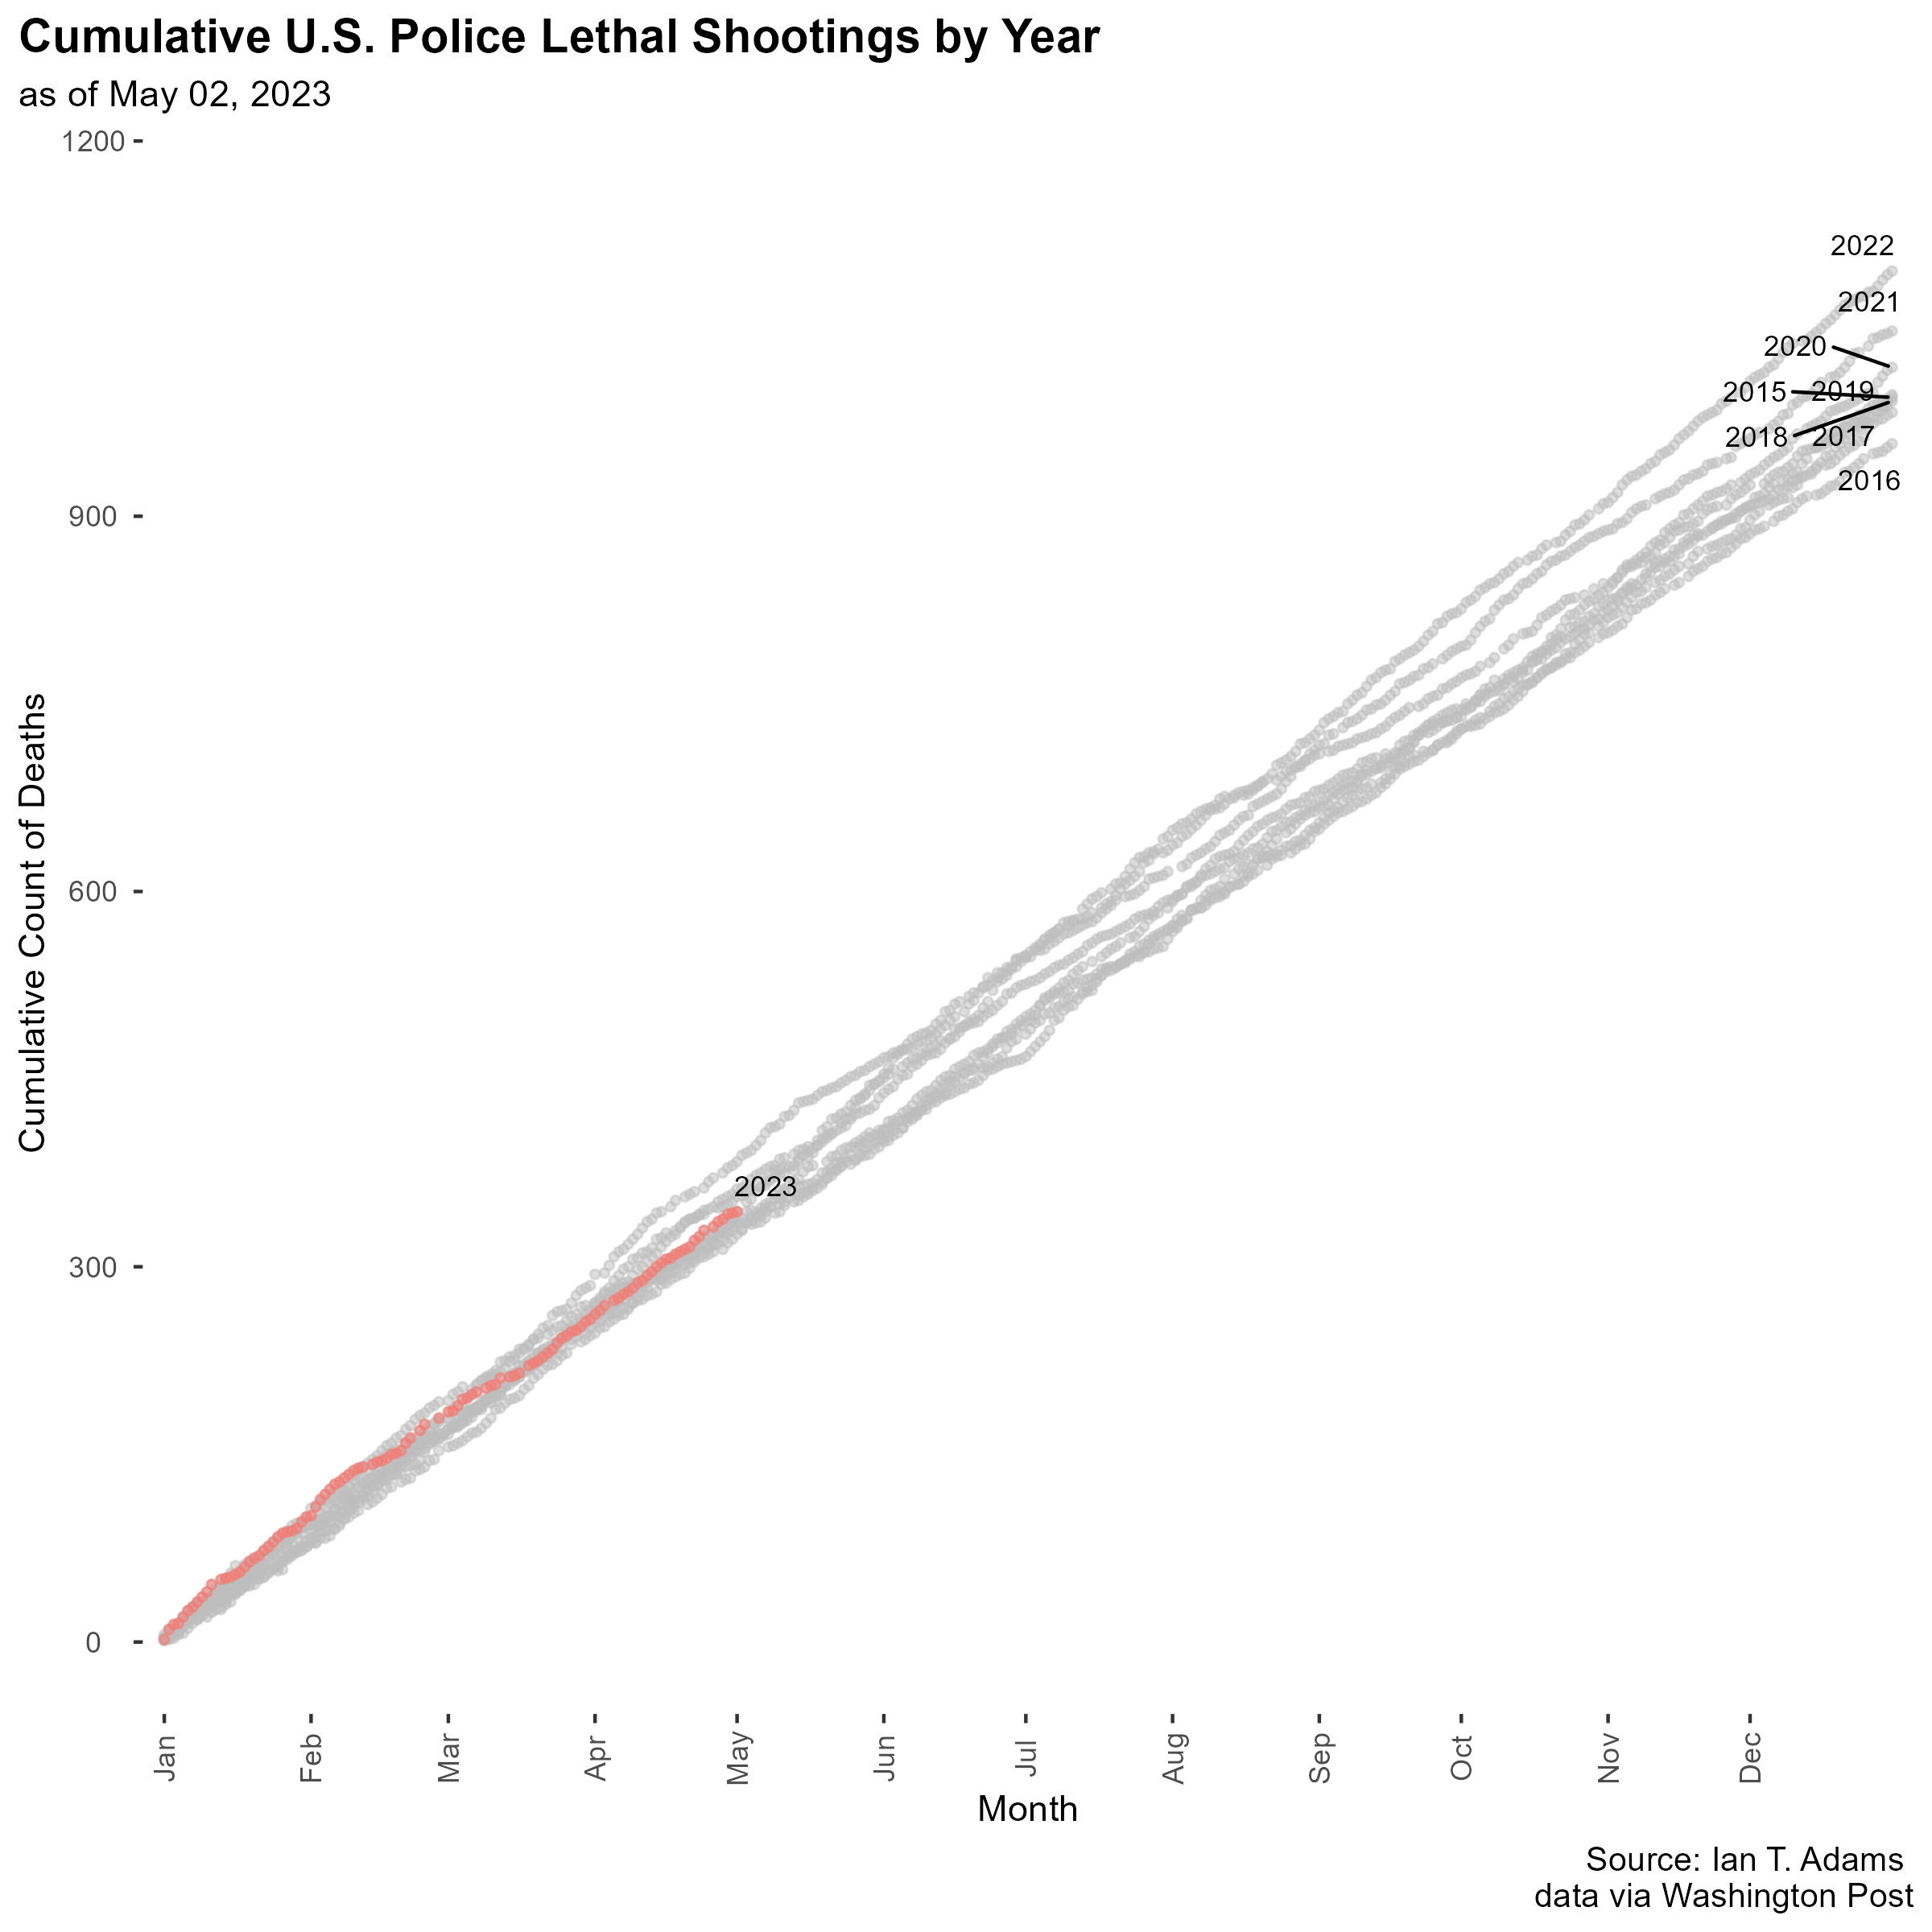 Cumulative U.S. Police Lethal Shootings by Year
as of May 02, 2023
1200
900
600
300
0
Cumulative Count of Deaths
2022
2021
2020
2015 2019
2018 2017
2016
2023
Jan Feb Mar Apr May Jun Jul Aug Sep Oct Nov Dec
Month
Source: Ian T. Adams
data via Washington Post